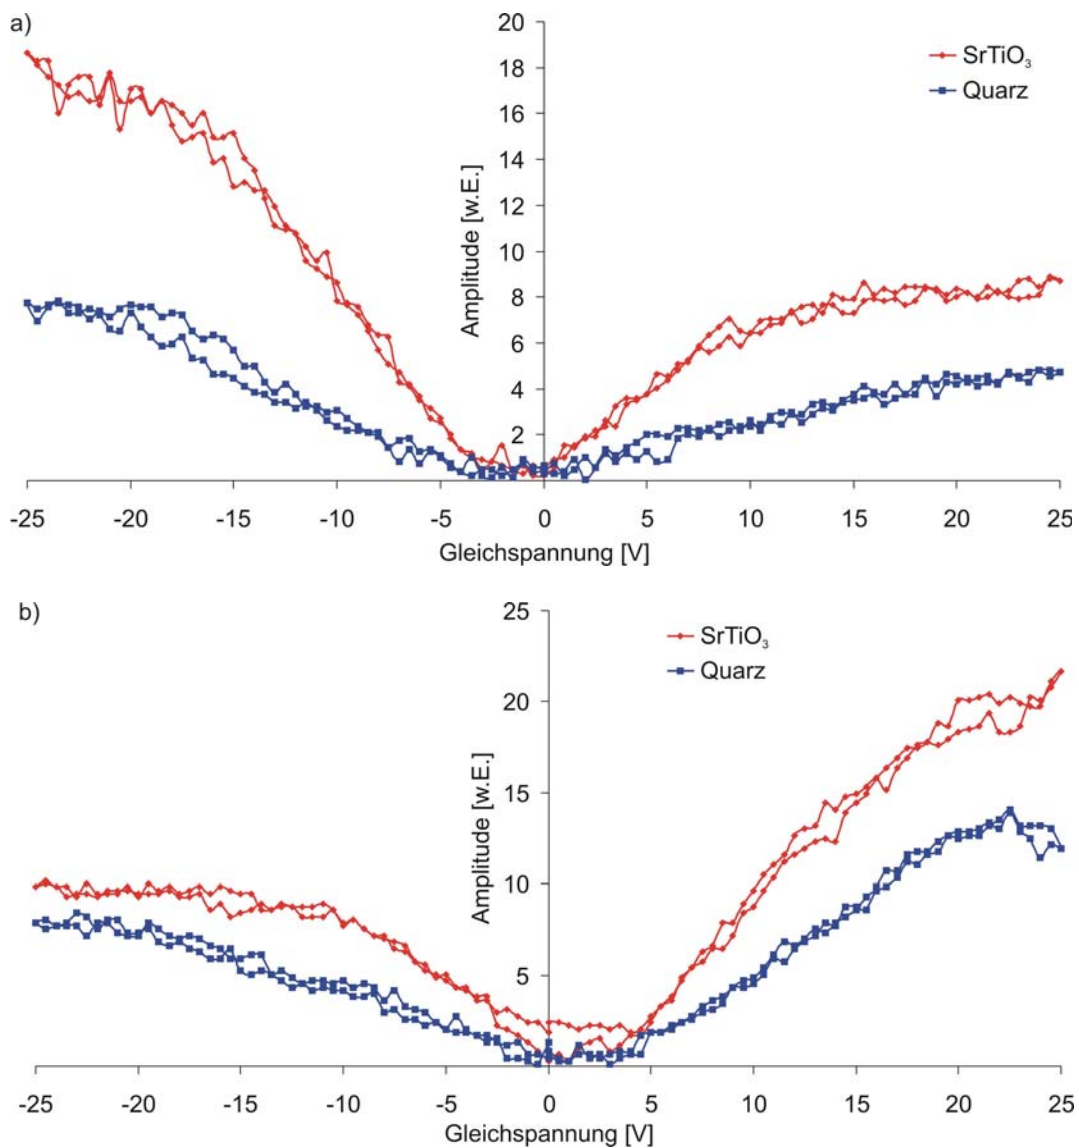 a)
20
18
16
14
12
10
8
6
4
2
Amplitude [w.E.]
SrTiO₃
Quarz
-25 -20 -15 -10 -5 0 5 10 15 20 25
Gleichspannung [V]
b)
25
20
15
10
5
Amplitude [w.E.]
SrTiO₃
Quarz
-25 -20 -15 -10 -5 0 5 10 15 20 25
Gleichspannung [V]